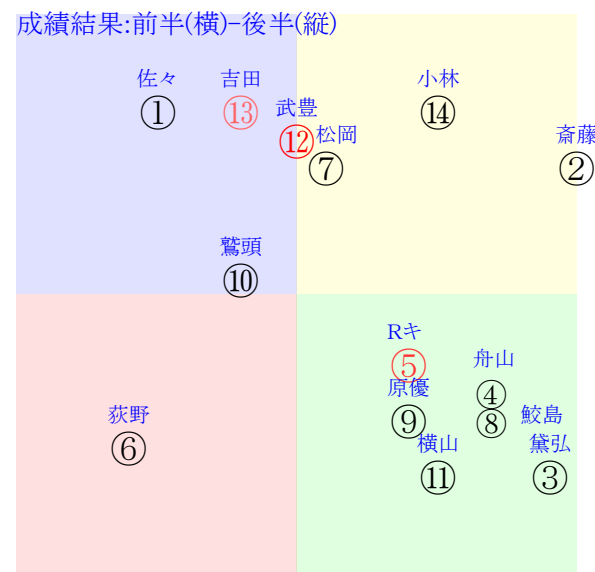 成績結果:前半(横)-後半(縦)
佐々
吉田
小林
①
⑬
武豊
⑭
⑫
松岡
斎藤
⑦
②
鷲頭
⑩
Rキ
舟山
⑤
原優
④
荻野
⑨
⑧
鮫島
⑥
横山
黛弘
⑪
③